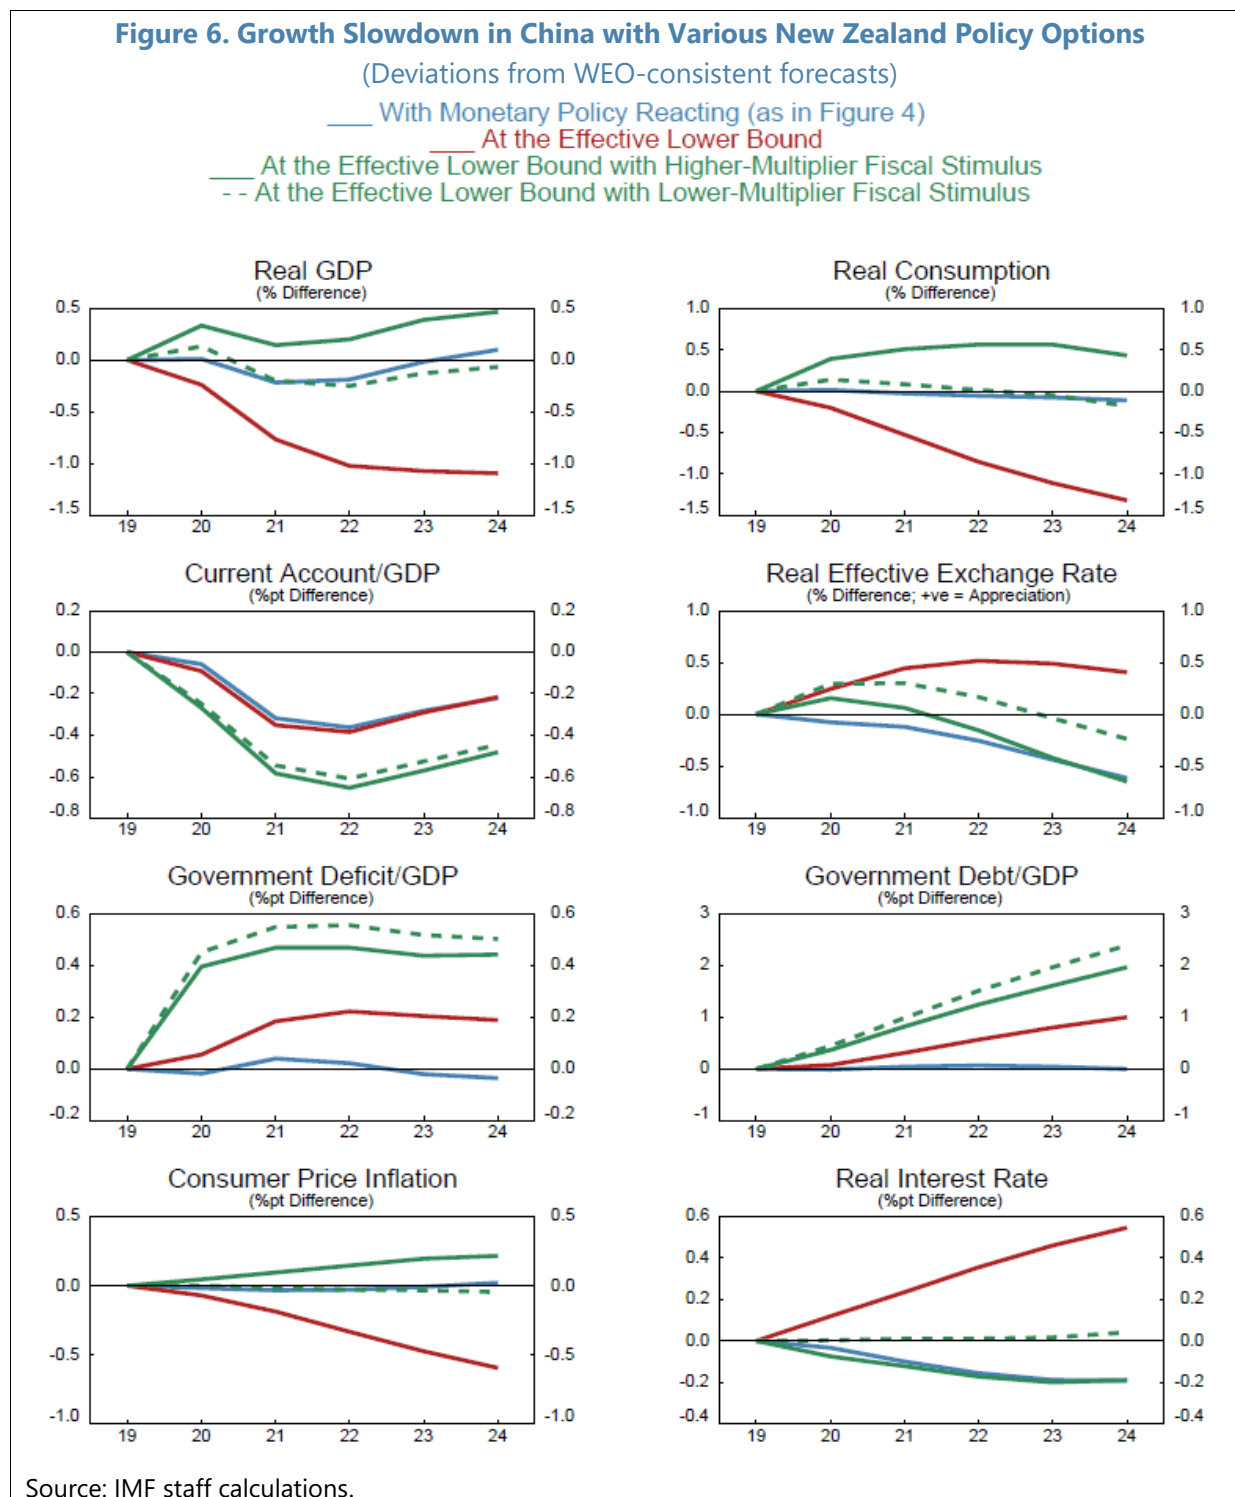 Figure 6. Growth Slowdown in China with Various New Zealand Policy Options
(Deviations from WEO-consistent forecasts)
___ With Monetary Policy Reacting (as in Figure 4)
___ At the Effective Lower Bound
___ At the Effective Lower Bound with Higher-Multiplier Fiscal Stimulus
- - At the Effective Lower Bound with Lower-Multiplier Fiscal Stimulus
Real GDP
(% Difference)
0.5 0.5
0.0 0.0
-0.5 -0.5
-1.0 -1.0
-1.5 -1.5
19 20 21 22 23 24
Real Consumption
(% Difference)
1.0 1.0
0.5 0.5
0.0 0.0
-0.5 -0.5
-1.0 -1.0
-1.5 -1.5
19 20 21 22 23 24
Current Account/GDP
(%pt Difference)
0.2 0.2
0.0 0.0
-0.2 -0.2
-0.4 -0.4
-0.6 -0.6
-0.8 -0.8
19 20 21 22 23 24
Real Effective Exchange Rate
(% Difference; +ve = Appreciation)
1.0 1.0
0.5 0.5
0.0 0.0
-0.5 -0.5
-1.0 -1.0
19 20 21 22 23 24
Government Deficit/GDP
(%pt Difference)
0.6 0.6
0.4 0.4
0.2 0.2
0.0 0.0
-0.2 -0.2
19 20 21 22 23 24
Government Debt/GDP
(%pt Difference)
3 3
2 2
1 1
0 0
-1 -1
19 20 21 22 23 24
Consumer Price Inflation
(%pt Difference)
0.5 0.5
0.0 0.0
-0.5 -0.5
-1.0 -1.0
19 20 21 22 23 24
Real Interest Rate
(%pt Difference)
0.6 0.6
0.4 0.4
0.2 0.2
0.0 0.0
-0.2 -0.2
-0.4 -0.4
19 20 21 22 23 24
Source: IMF staff calculations.